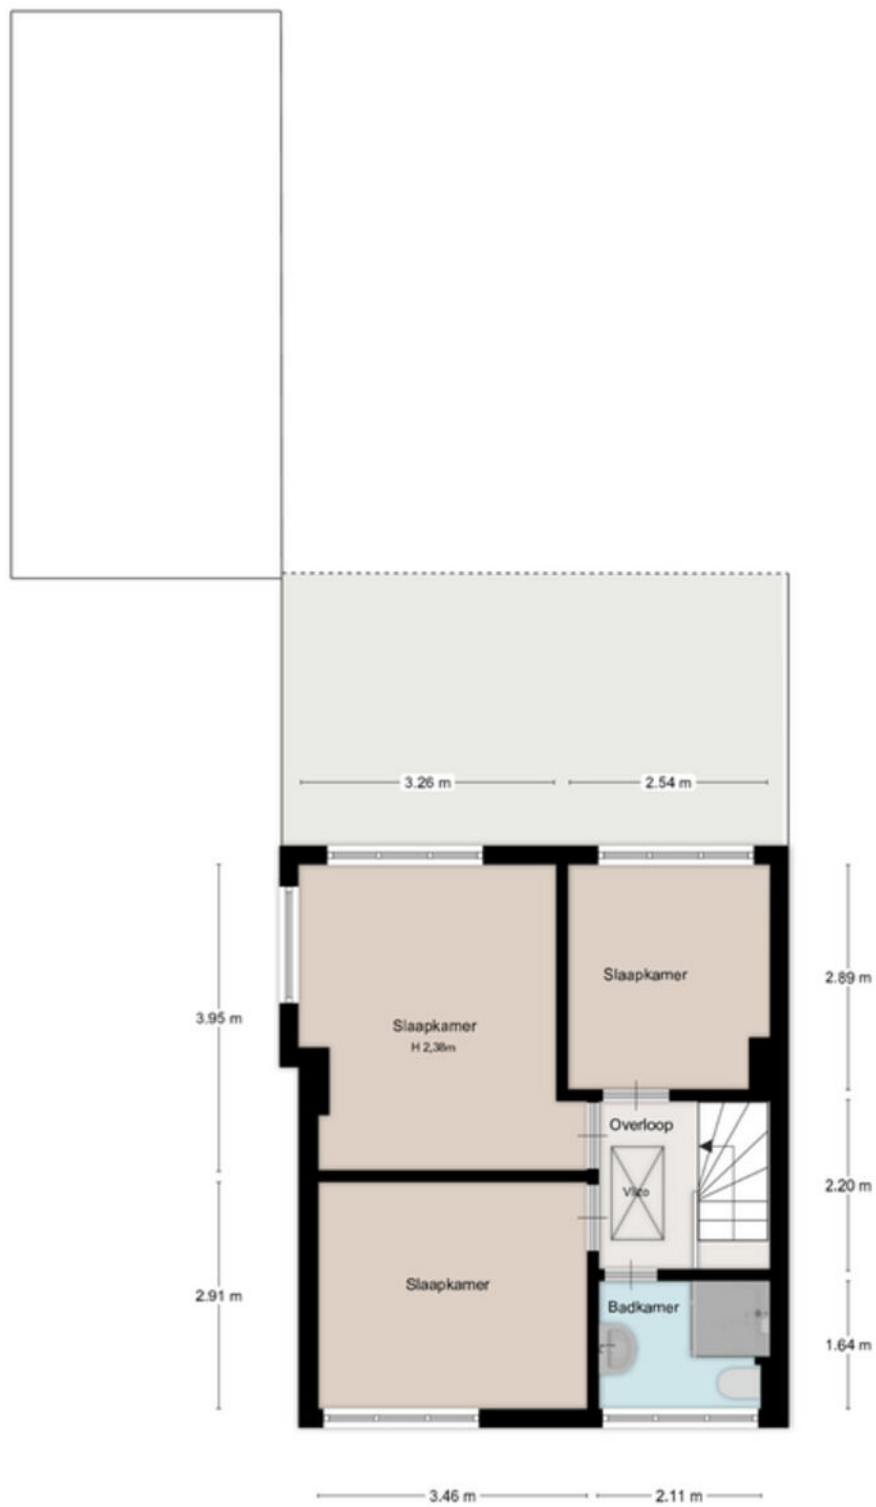 3.26 m
2.54 m
Slaapkamer
2.89 m
3.95 m
Slaapkamer
H 2,38m
Overloop
2.20 m
Vlizo
Slaapkamer
2.91 m
Badkamer
1.64 m
3.46 m
2.11 m